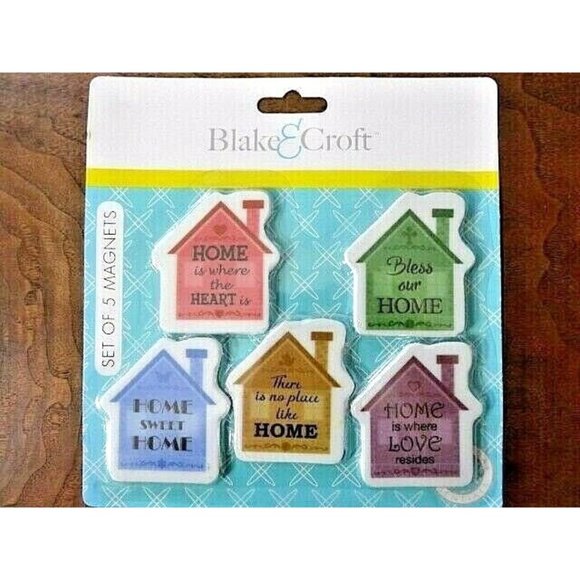 Blake & Croft™
SET OF 5 MAGNETS
HOME
is where
the
HEART is
Bless
our
HOME
HOME
SWEET
HOME
There
is no place
like
HOME
HOME
is where
LOVE
resides